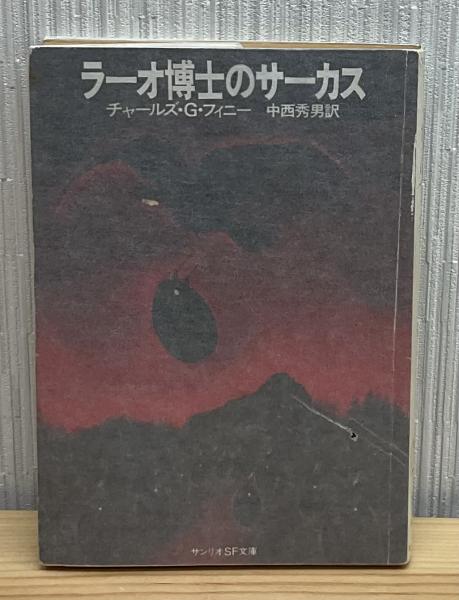 ラーオ博士のサーカス
チャールズ・G・フィニー 中西秀男訳
サンリオSF文庫